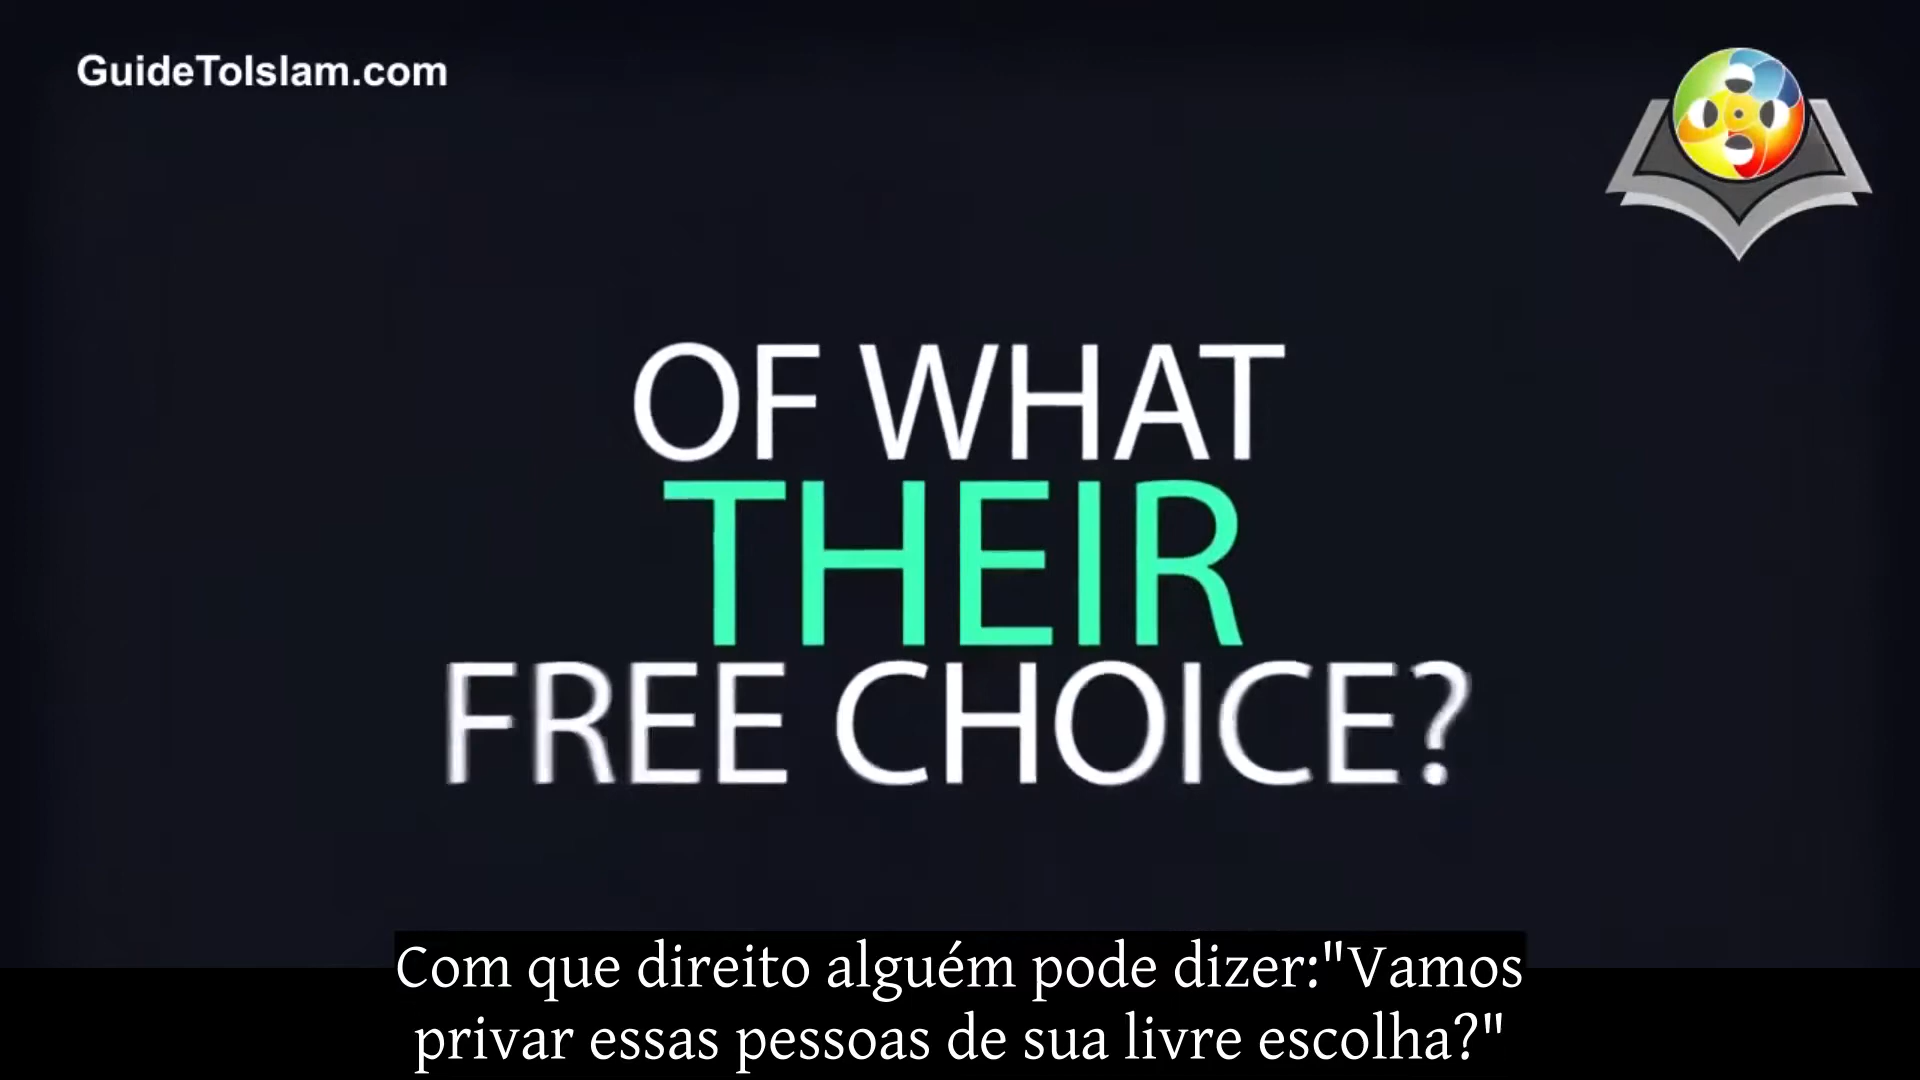 GuideToIslam.com
OF WHAT
THEIR
FREE CHOICE?
Com que direito alguém pode dizer:"Vamos
privar essas pessoas de sua livre escolha?"